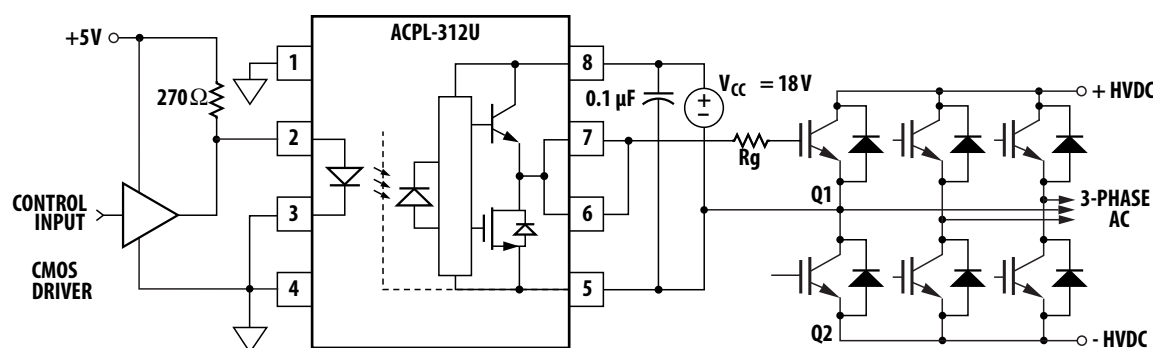 ACPL-312U
+5V
1
8
270Ω
0.1 µF
VCC = 18V
+ HVDC
2
7
Rg
CONTROL
INPUT
3
6
Q1
3-PHASE
AC
CMOS
DRIVER
4
5
Q2
- HVDC